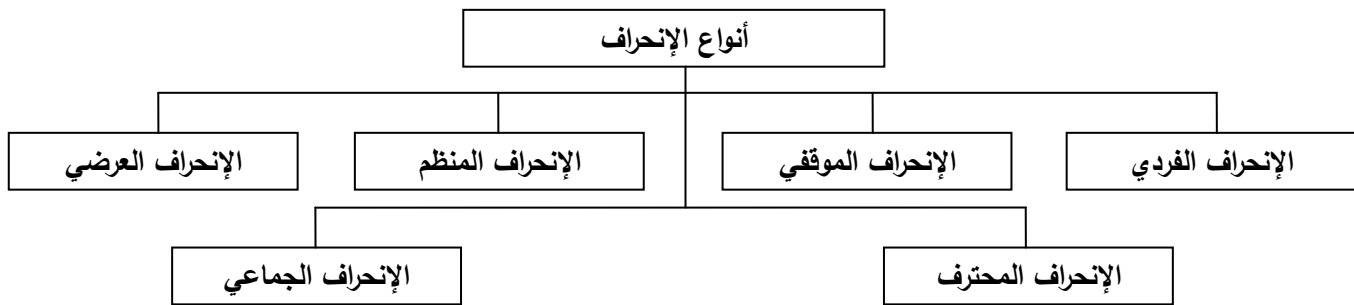 أنواع الإنحراف
الإنحراف الفردي
الإنحراف الموقفي
الإنحراف المنظم
الإنحراف العرضي
الإنحراف المحترف
الإنحراف الجماعي